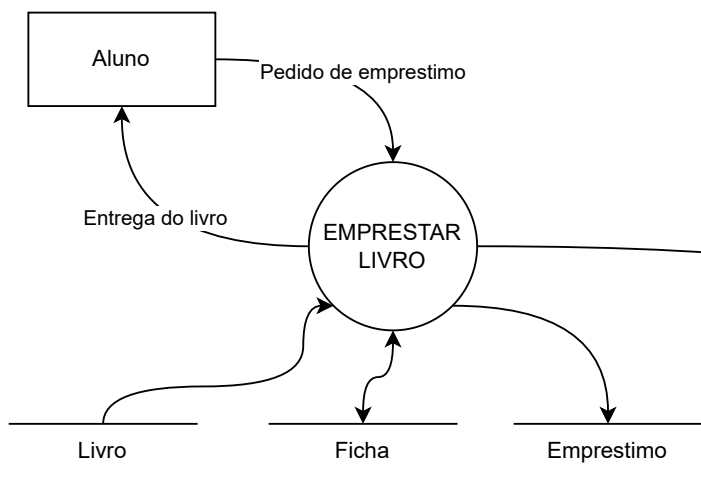 Aluno
Pedido de emprestimo
Entrega do livro
EMPRESTAR
LIVRO
Livro
Ficha
Emprestimo